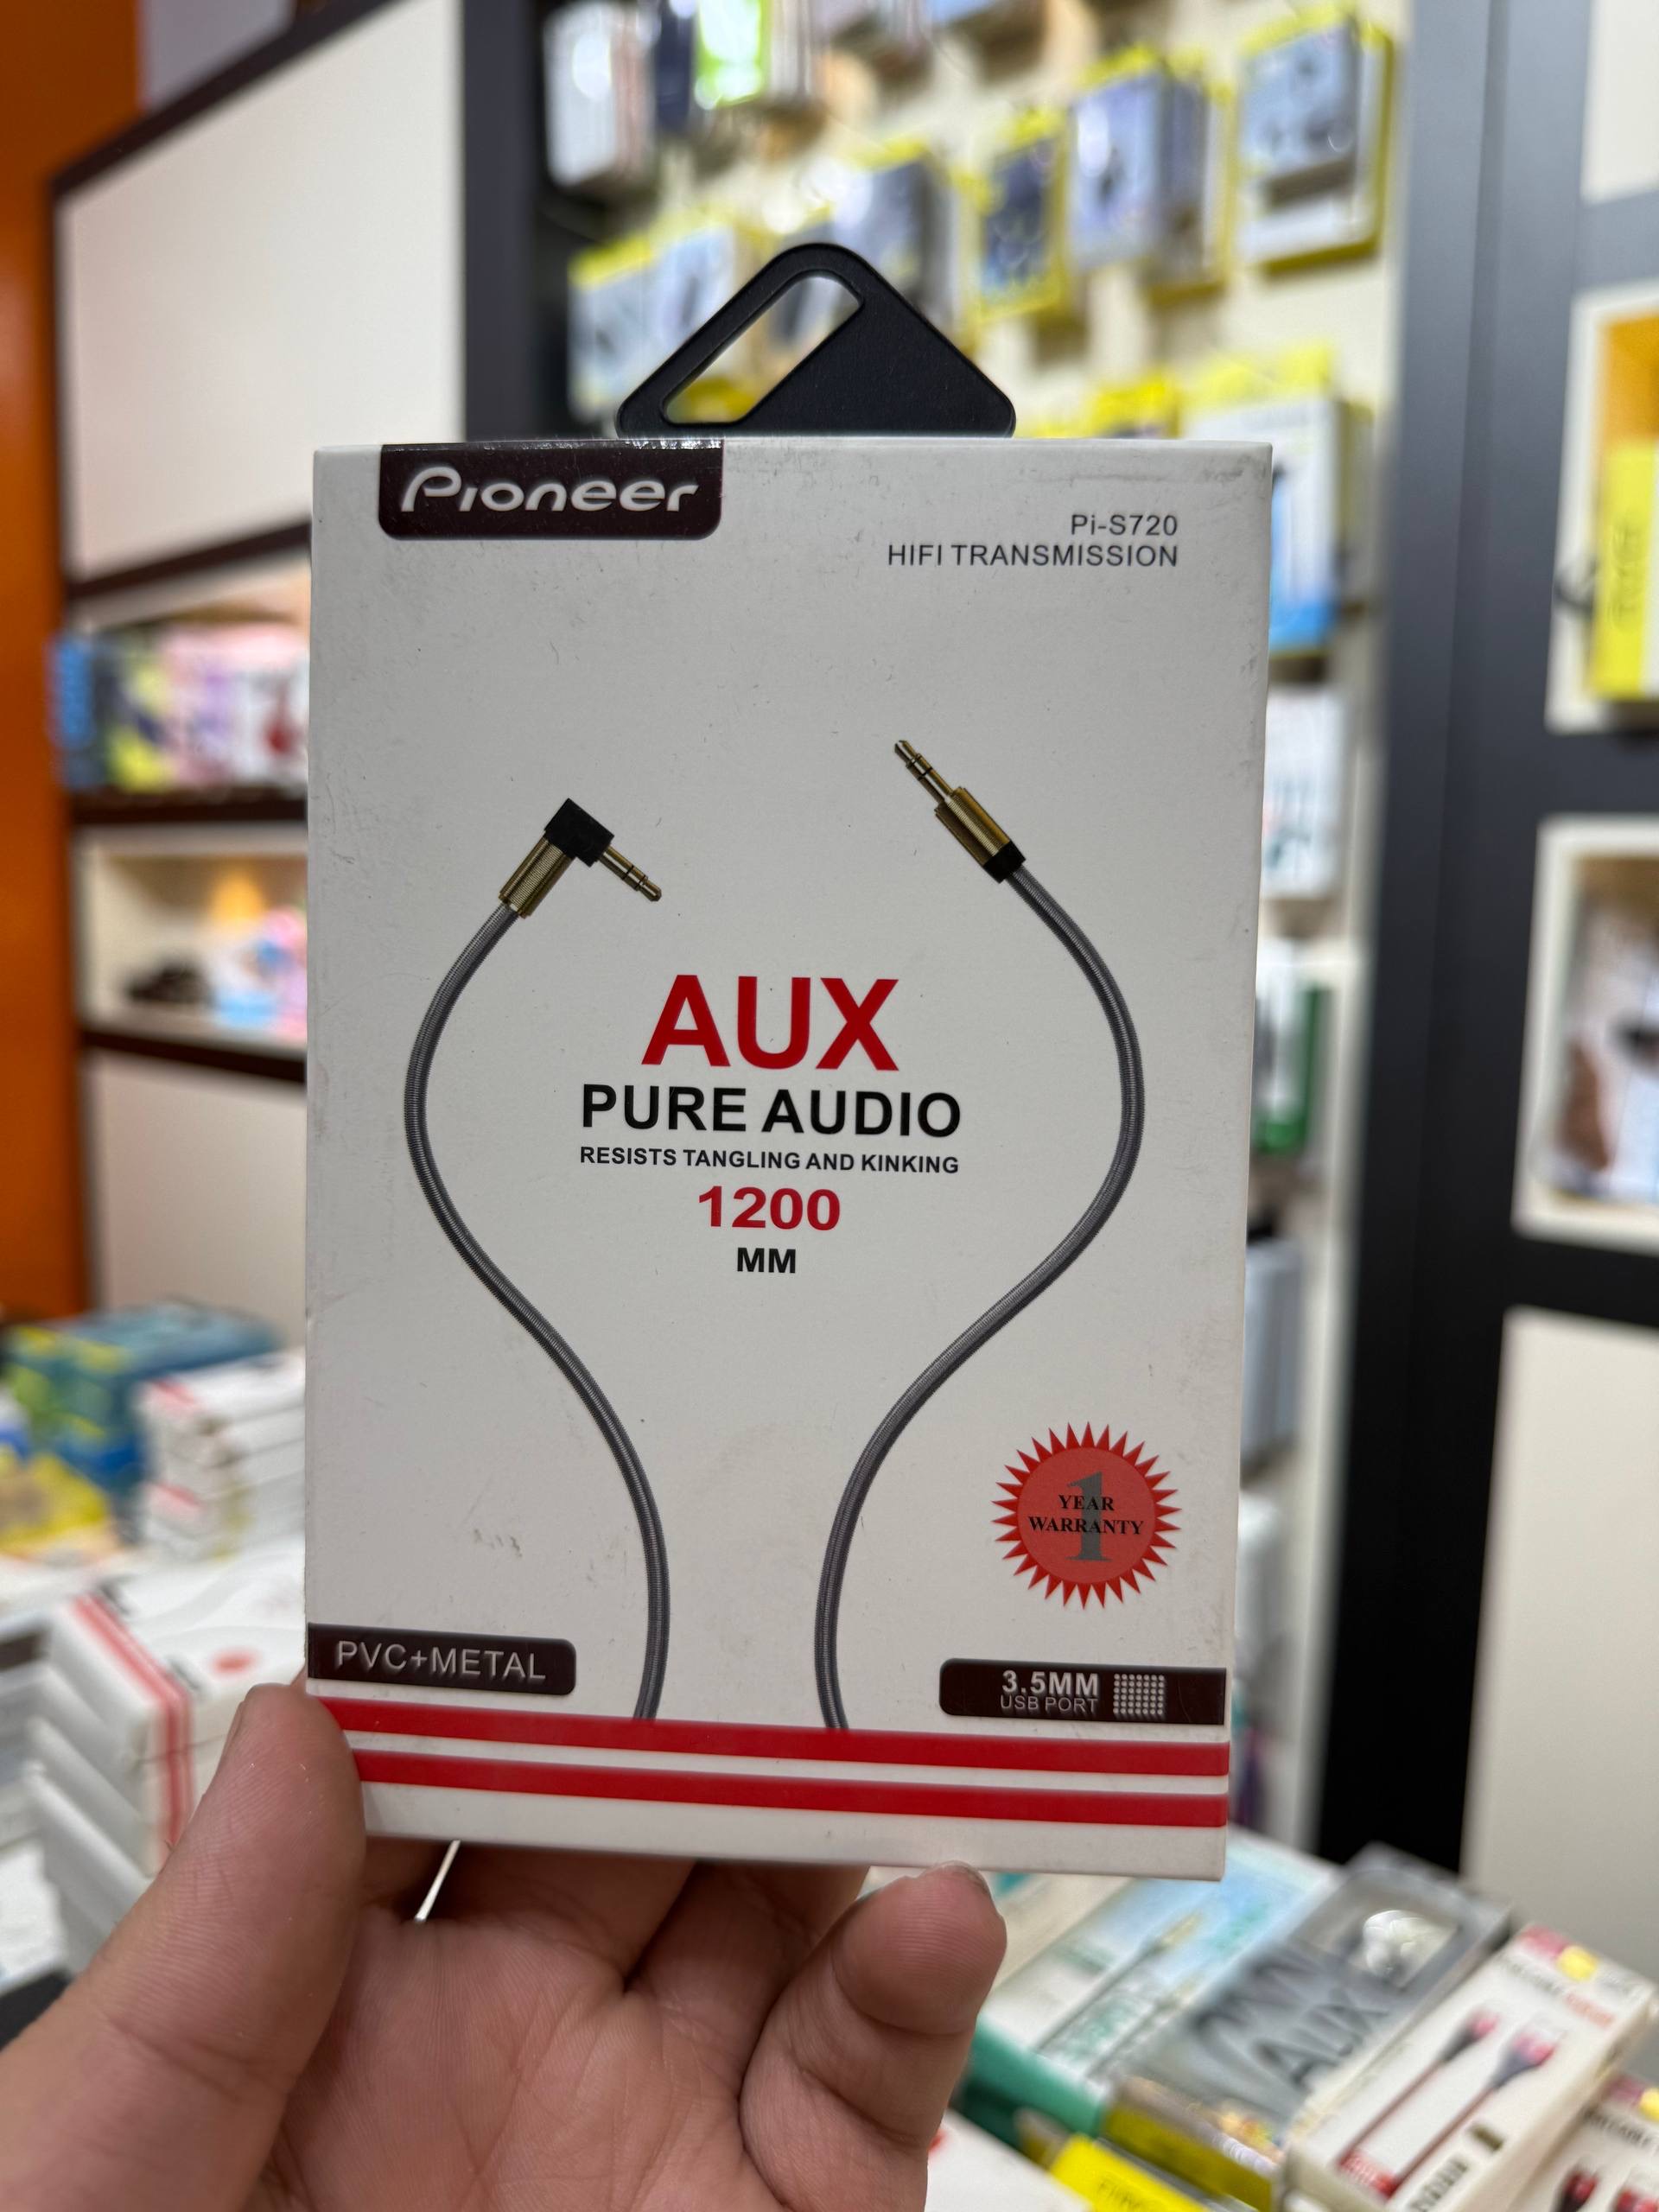 Pioneer
Pi-S720
HIFI TRANSMISSION
AUX
PURE AUDIO
RESISTS TANGLING AND KINKING
1200
MM
1
YEAR
WARRANTY
PVC+METAL
3.5MM
USB PORT
AUX